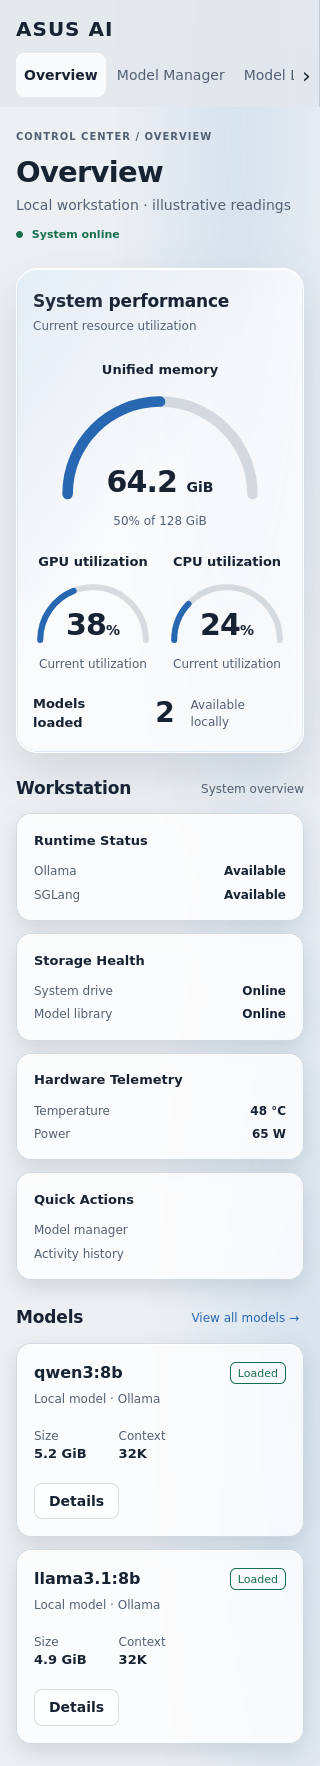 ASUS AI
Overview Model Manager Model L ›
CONTROL CENTER / OVERVIEW
Overview
Local workstation · illustrative readings
System online
System performance
Current resource utilization
Unified memory
64.2 GiB
50% of 128 GiB
GPU utilization CPU utilization
38% 24%
Current utilization Current utilization
Models loaded 2 Available locally
Workstation System overview
Runtime Status
Ollama Available
SGLang Available
Storage Health
System drive Online
Model library Online
Hardware Telemetry
Temperature 48 °C
Power 65 W
Quick Actions
Model manager
Activity history
Models View all models →
qwen3:8b Loaded
Local model · Ollama
Size Context
5.2 GiB 32K
Details
llama3.1:8b Loaded
Local model · Ollama
Size Context
4.9 GiB 32K
Details